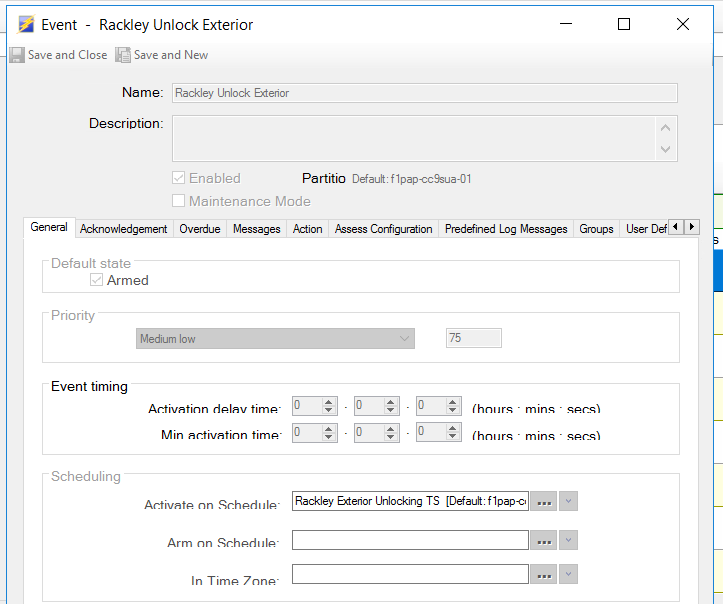 Event - Rackley Unlock Exterior
Save and Close Save and New
Name: Rackley Unlock Exterior
Description:
Enabled Partitio Default: f1pap-cc9sua-01
Maintenance Mode
General Acknowledgement Overdue Messages Action Assess Configuration Predefined Log Messages Groups User Def
s
Default state
Armed
Priority
Medium low 75
Event timing
Activation delay time: 0 . 0 . 0 (hours : mins : secs)
Min activation time: 0 . 0 . 0 (hours : mins : secs)
Scheduling
Activate on Schedule: Rackley Exterior Unlocking TS [Default: f1pap-cc ...
Arm on Schedule: ...
In Time Zone: ...